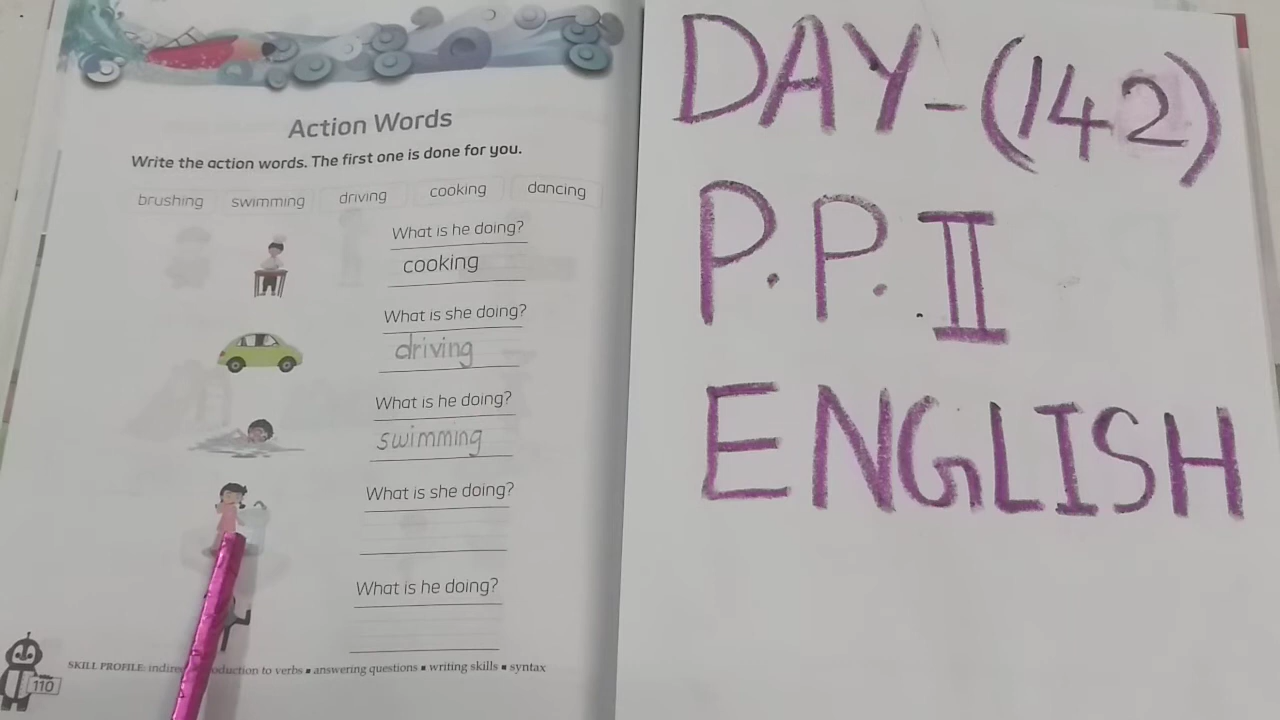 Action Words
Write the action words. The first one is done for you.
brushing swimming driving cooking dancing
What is he doing?
cooking
What is she doing?
driving
What is he doing?
swimming
What is she doing?
What is he doing?
SKILL PROFILE: to verbs ▪ answering questions ▪ writing skills ▪ syntax
110
DAY-(142)
P.P.II
ENGLISH